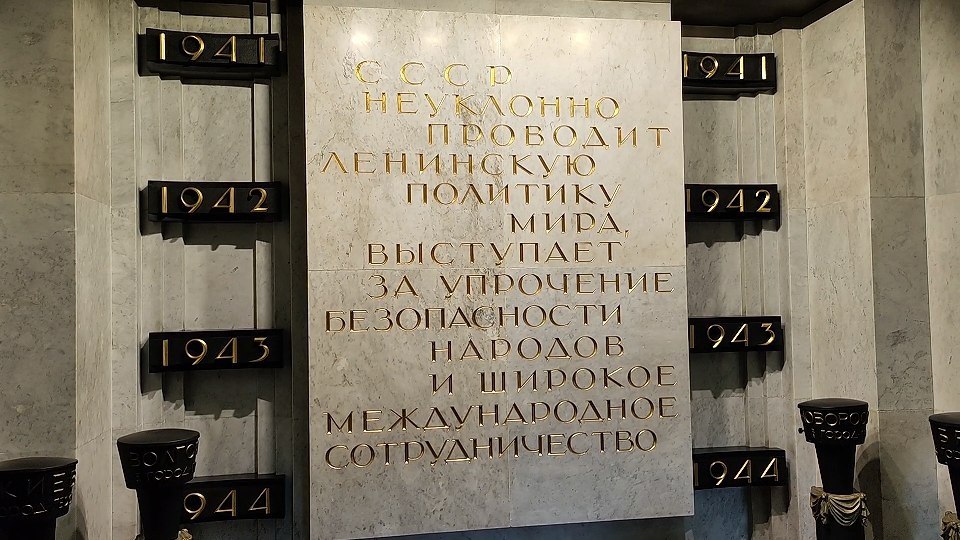 1941
1942
1943
1944
СССР
НЕУКЛОННО
ПРОВОДИТ
ЛЕНИНСКУЮ
ПОЛИТИКУ
МИРА,
ВЫСТУПАЕТ
ЗА УПРОЧЕНИЕ
БЕЗОПАСНОСТИ
НАРОДОВ
И ШИРОКОЕ
МЕЖДУНАРОДНОЕ
СОТРУДНИЧЕСТВО
1941
1942
1943
1944